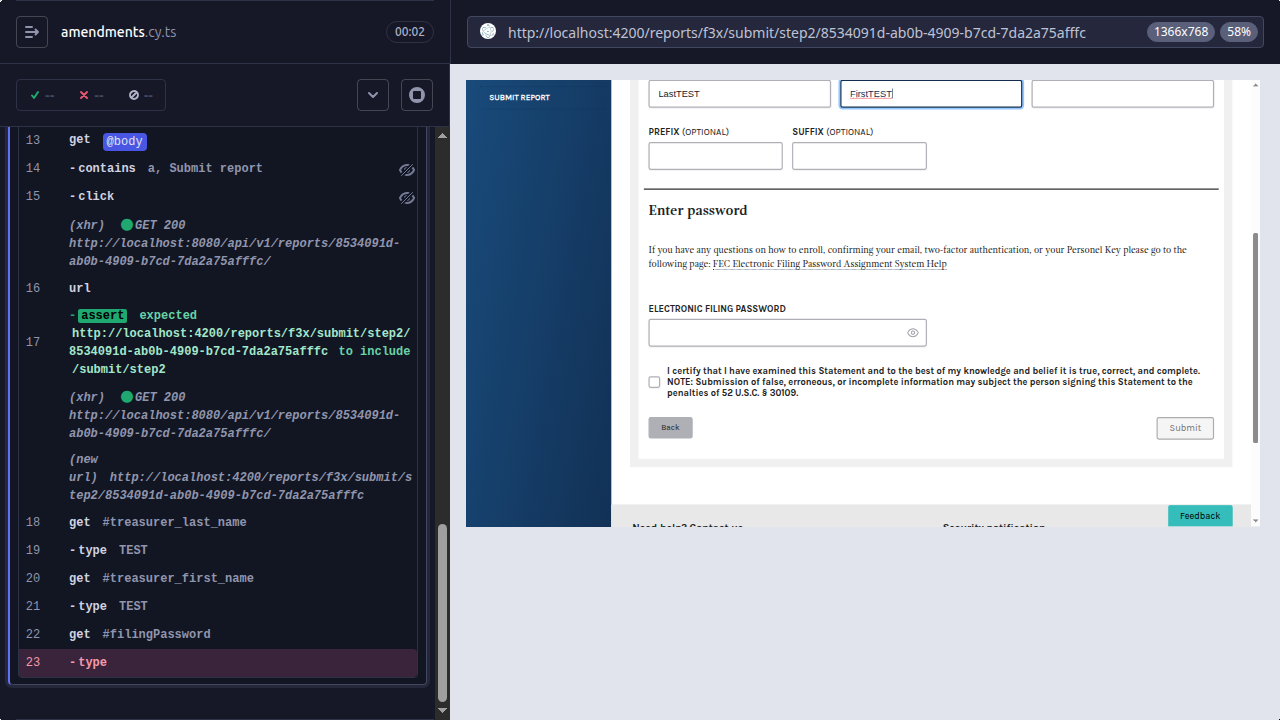 amendments.cy.ts
00:02
--
--
--
13 get @body
14 -contains a, Submit report
15 -click
(xhr) GET 200
http://localhost:8080/api/v1/reports/8534091d-
ab0b-4909-b7cd-7da2a75afffc/
16 url
-assert expected
http://localhost:4200/reports/f3x/submit/step2/
17 8534091d-ab0b-4909-b7cd-7da2a75afffc to include
/submit/step2
(xhr) GET 200
http://localhost:8080/api/v1/reports/8534091d-
ab0b-4909-b7cd-7da2a75afffc/
(new
url) http://localhost:4200/reports/f3x/submit/s
tep2/8534091d-ab0b-4909-b7cd-7da2a75afffc
18 get #treasurer_last_name
19 -type TEST
20 get #treasurer_first_name
21 -type TEST
22 get #filingPassword
23 -type
http://localhost:4200/reports/f3x/submit/step2/8534091d-ab0b-4909-b7cd-7da2a75afffc
1366x768
58%
SUBMIT REPORT
LastTEST
FirstTEST
PREFIX (OPTIONAL)
SUFFIX (OPTIONAL)
Enter password
If you have any questions on how to enroll, confirming your email, two-factor authentication, or your Personel Key please go to the
following page: FEC Electronic Filing Password Assignment System Help
ELECTRONIC FILING PASSWORD
I certify that I have examined this Statement and to the best of my knowledge and belief it is true, correct, and complete.
NOTE: Submission of false, erroneous, or incomplete information may subject the person signing this Statement to the
penalties of 52 U.S.C. § 30109.
Back
Submit
Need help? Contact us
Security notification
Feedback